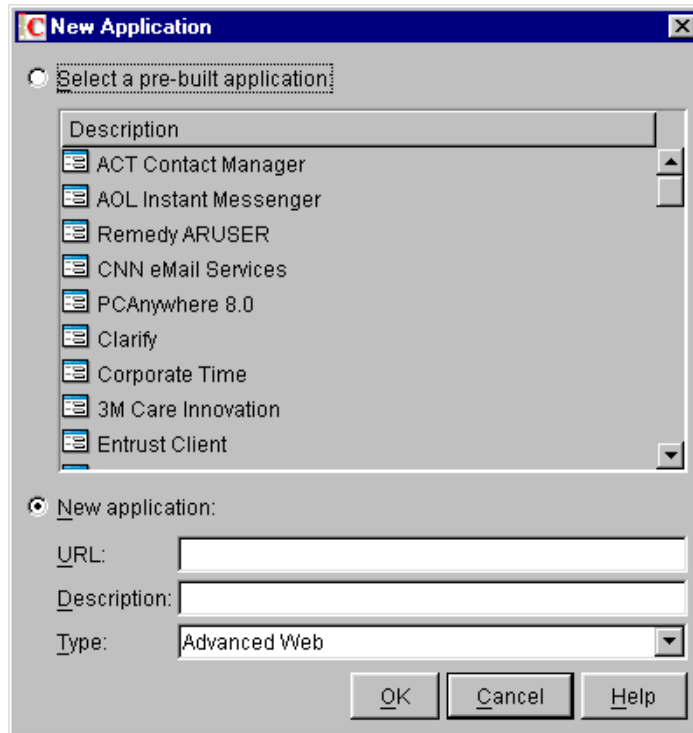 C New Application
Select a pre-built application:
Description
ACT Contact Manager
AOL Instant Messenger
Remedy ARUSER
CNN eMail Services
PCAnywhere 8.0
Clarify
Corporate Time
3M Care Innovation
Entrust Client
New application:
URL:
Description:
Type: Advanced Web
OK Cancel Help